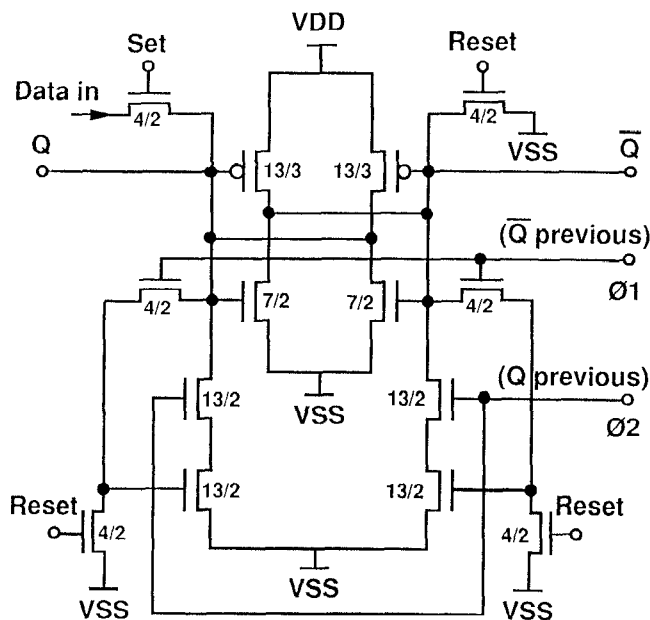 VDD
Set
Reset
Data in
4/2
4/2
VSS
Q
Q̅
13/3
13/3
(Q̅ previous)
4/2
7/2
7/2
4/2
Ø1
(Q previous)
VSS
13/2
13/2
Ø2
13/2
13/2
Reset
Reset
4/2
4/2
VSS
VSS
VSS